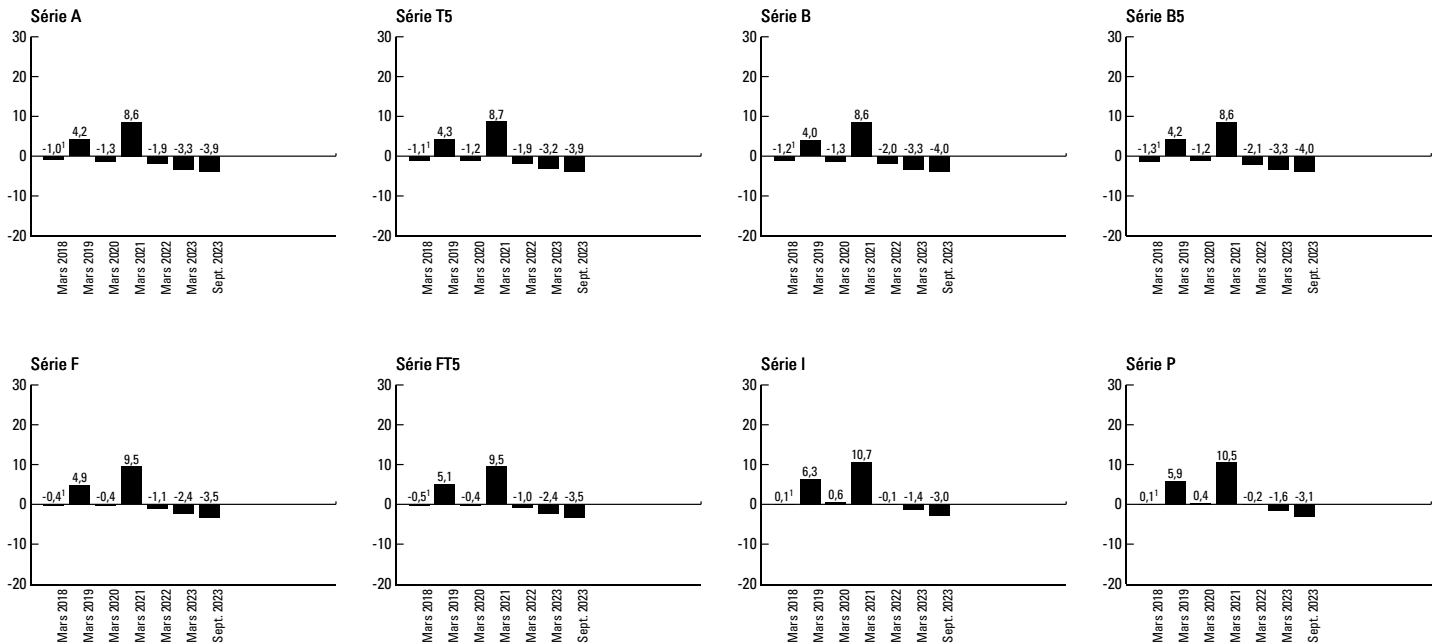 Série A
30
20
10
0
-10
-20
-1,0¹
4,2
-1,3
8,6
-1,9
-3,3
-3,9
Mars 2018
Mars 2019
Mars 2020
Mars 2021
Mars 2022
Mars 2023
Sept. 2023
Série T5
30
20
10
0
-10
-20
-1,1¹
4,3
-1,2
8,7
-1,9
-3,2
-3,9
Mars 2018
Mars 2019
Mars 2020
Mars 2021
Mars 2022
Mars 2023
Sept. 2023
Série B
30
20
10
0
-10
-20
-1,2¹
4,0
-1,3
8,6
-2,0
-3,3
-4,0
Mars 2018
Mars 2019
Mars 2020
Mars 2021
Mars 2022
Mars 2023
Sept. 2023
Série B5
30
20
10
0
-10
-20
-1,3¹
4,2
-1,2
8,6
-2,1
-3,3
-4,0
Mars 2018
Mars 2019
Mars 2020
Mars 2021
Mars 2022
Mars 2023
Sept. 2023
Série F
30
20
10
0
-10
-20
-0,4¹
4,9
-0,4
9,5
-1,1
-2,4
-3,5
Mars 2018
Mars 2019
Mars 2020
Mars 2021
Mars 2022
Mars 2023
Sept. 2023
Série FT5
30
20
10
0
-10
-20
-0,5¹
5,1
-0,4
9,5
-1,0
-2,4
-3,5
Mars 2018
Mars 2019
Mars 2020
Mars 2021
Mars 2022
Mars 2023
Sept. 2023
Série I
30
20
10
0
-10
-20
0,1¹
6,3
0,6
10,7
-0,1
-1,4
-3,0
Mars 2018
Mars 2019
Mars 2020
Mars 2021
Mars 2022
Mars 2023
Sept. 2023
Série P
30
20
10
0
-10
-20
0,1¹
5,9
0,4
10,5
-0,2
-1,6
-3,1
Mars 2018
Mars 2019
Mars 2020
Mars 2021
Mars 2022
Mars 2023
Sept. 2023